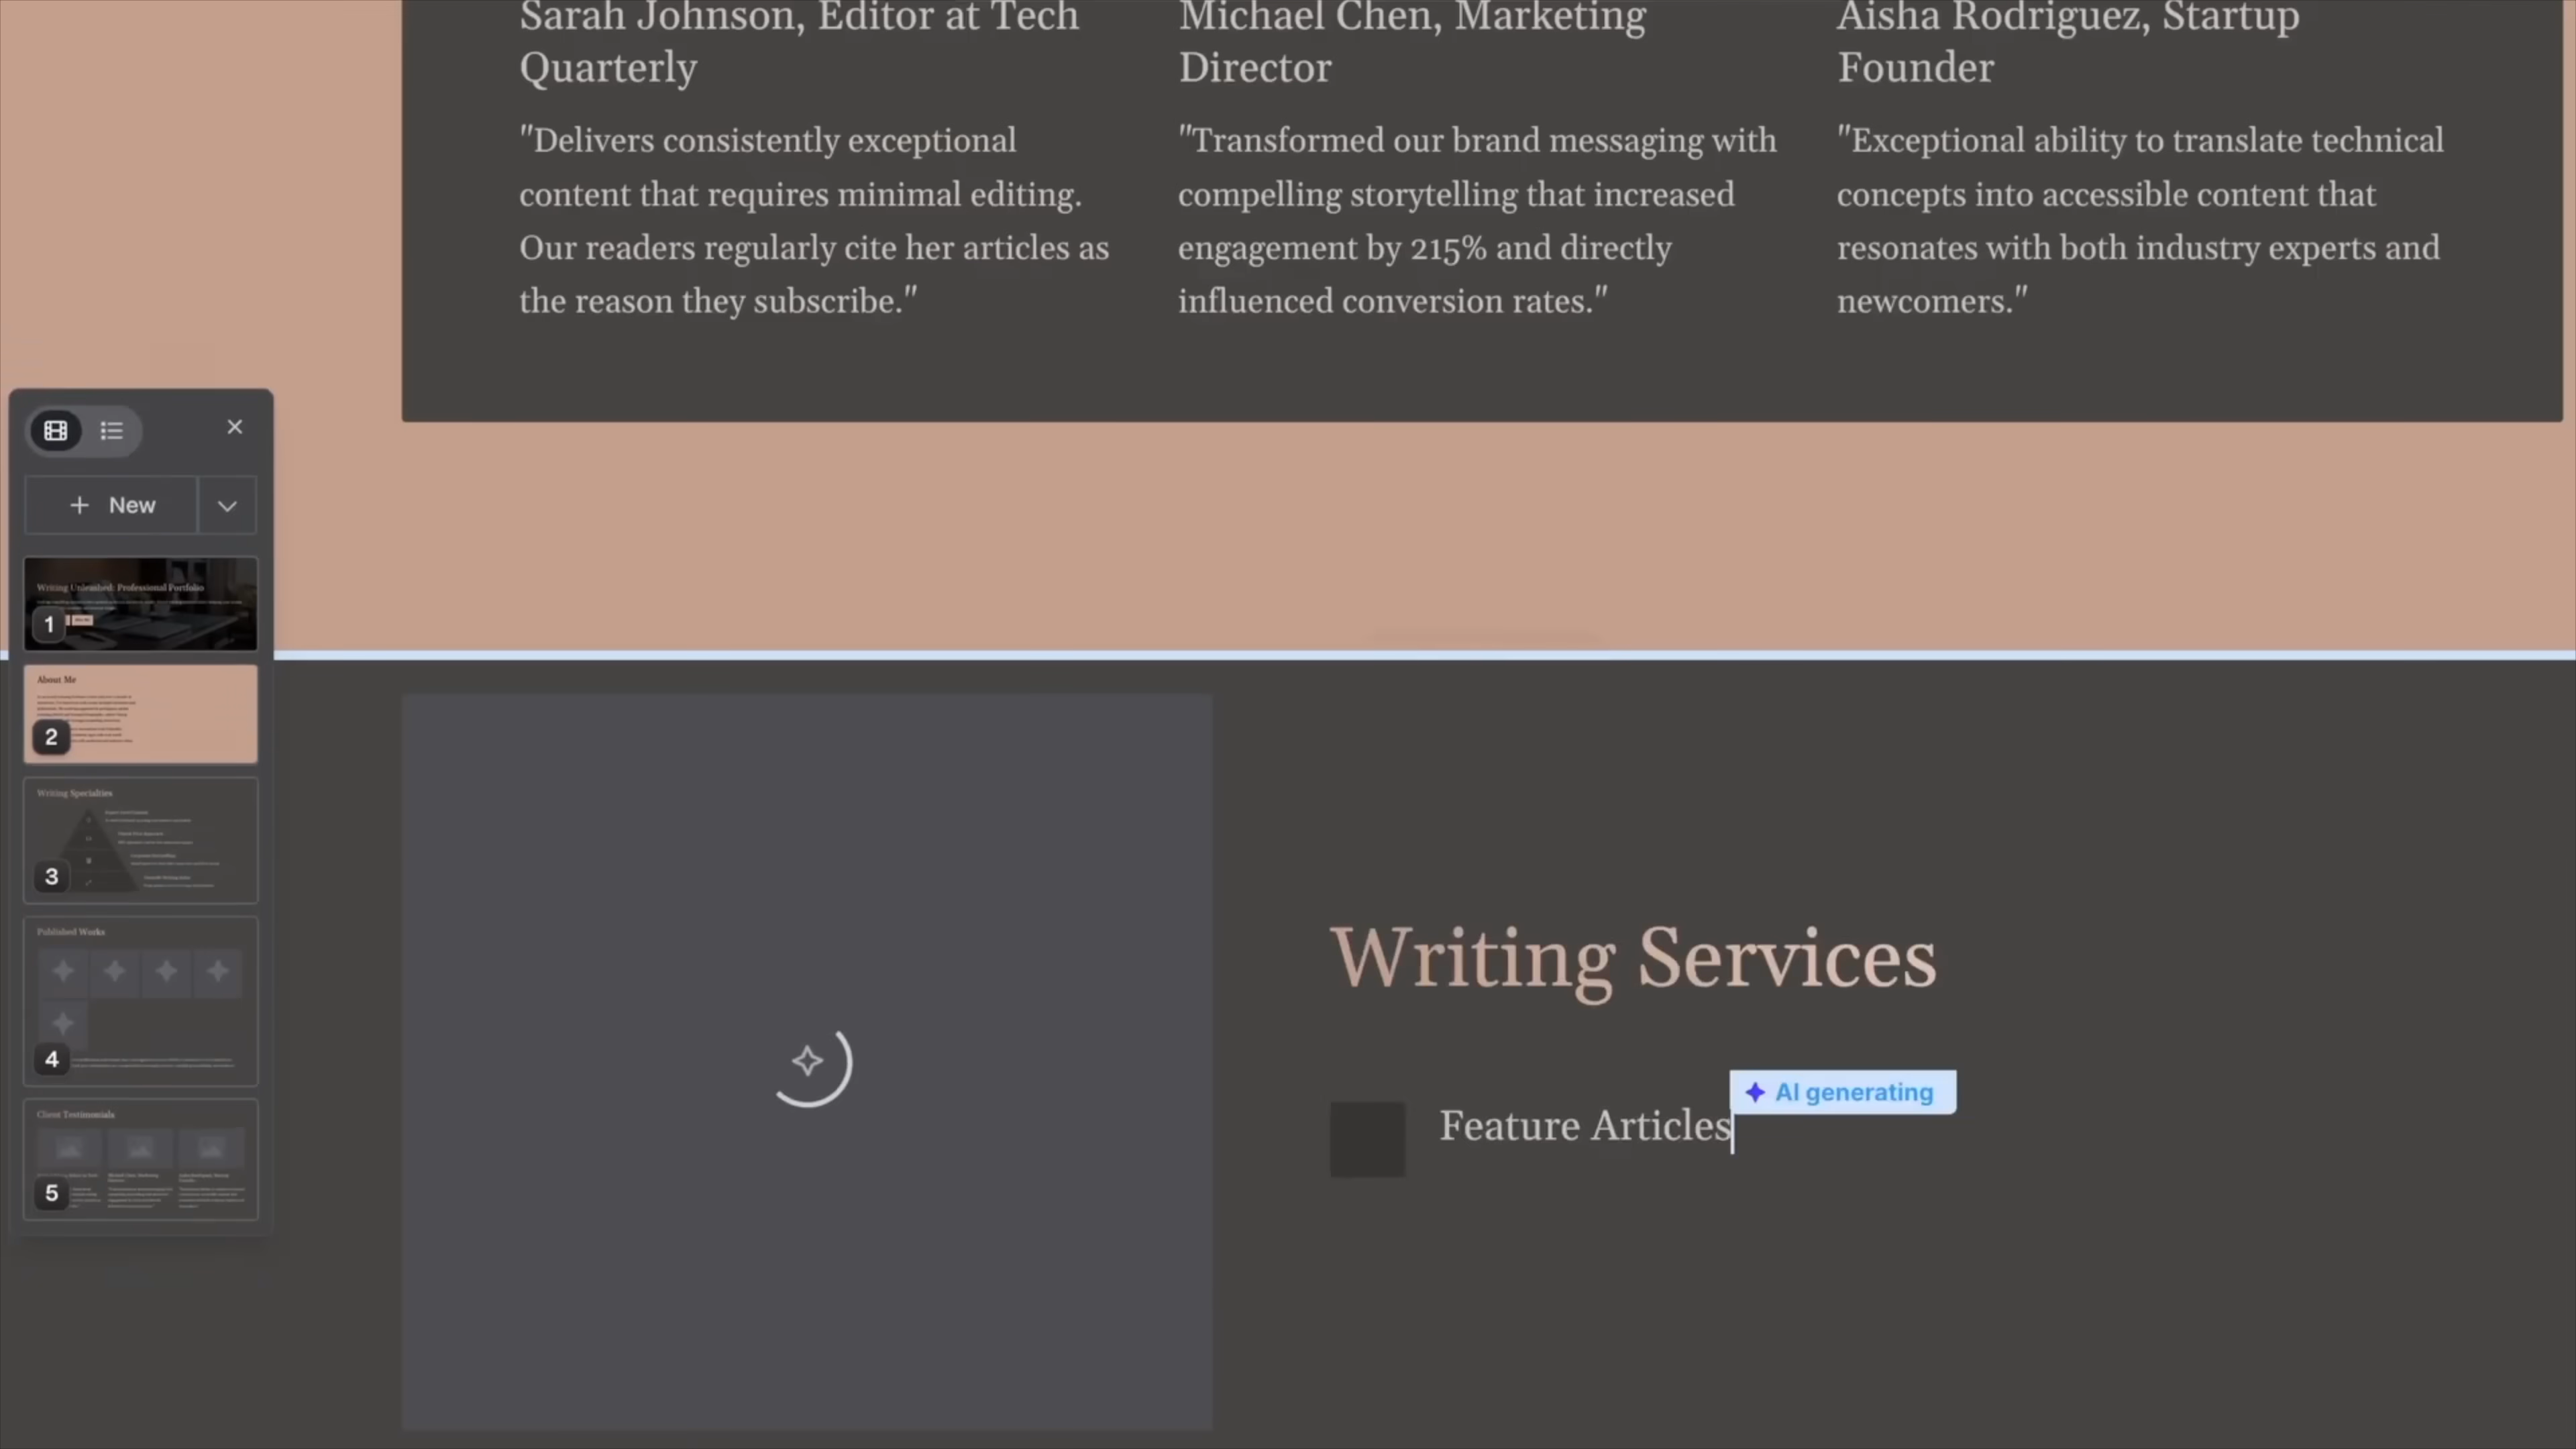 Sarah Johnson, Editor at Tech
Quarterly
"Delivers consistently exceptional
content that requires minimal editing.
Our readers regularly cite her articles as
the reason they subscribe."
Michael Chen, Marketing
Director
"Transformed our brand messaging with
compelling storytelling that increased
engagement by 215% and directly
influenced conversion rates."
Aisha Rodriguez, Startup
Founder
"Exceptional ability to translate technical
concepts into accessible content that
resonates with both industry experts and
newcomers."
New
Writing Unleashed: Professional Portfolio
1
About Me
2
Writing Specialties
3
Published Works
4
Client Testimonials
5
Writing Services
AI generating
Feature Articles